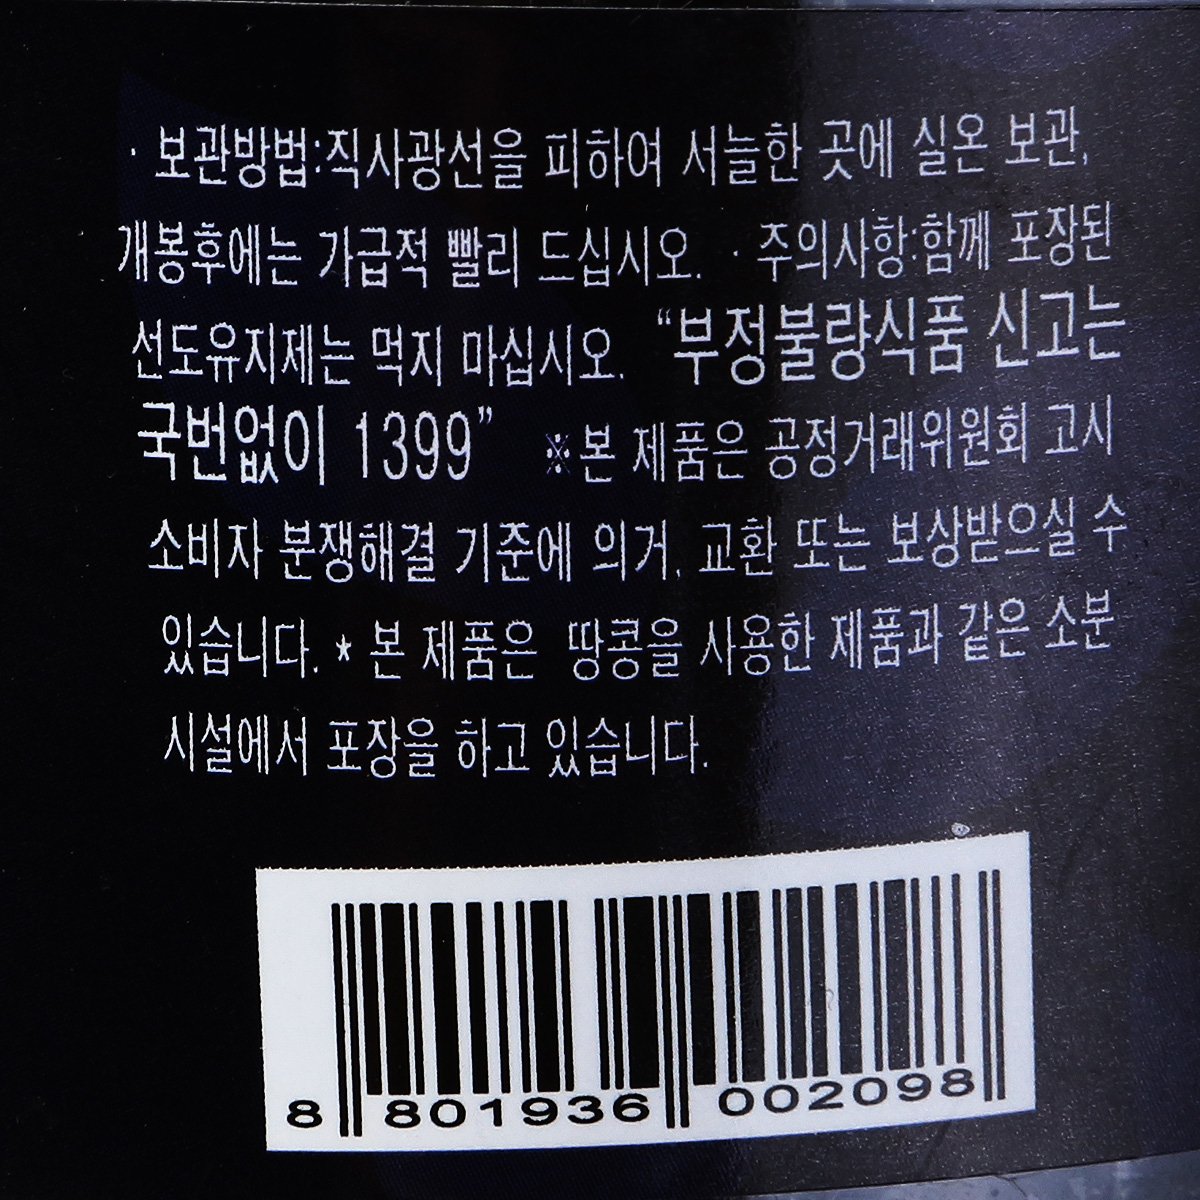 · 보관방법:직사광선을 피하여 서늘한 곳에 실온 보관,
개봉후에는 가급적 빨리 드십시오. · 주의사항:함께 포장된
선도유지제는 먹지 마십시오. “부정불량식품 신고는
국번없이 1399” ※본 제품은 공정거래위원회 고시
소비자 분쟁해결 기준에 의거, 교환 또는 보상받으실 수
있습니다. * 본 제품은 땅콩을 사용한 제품과 같은 소분
시설에서 포장을 하고 있습니다.
8 801936 002098